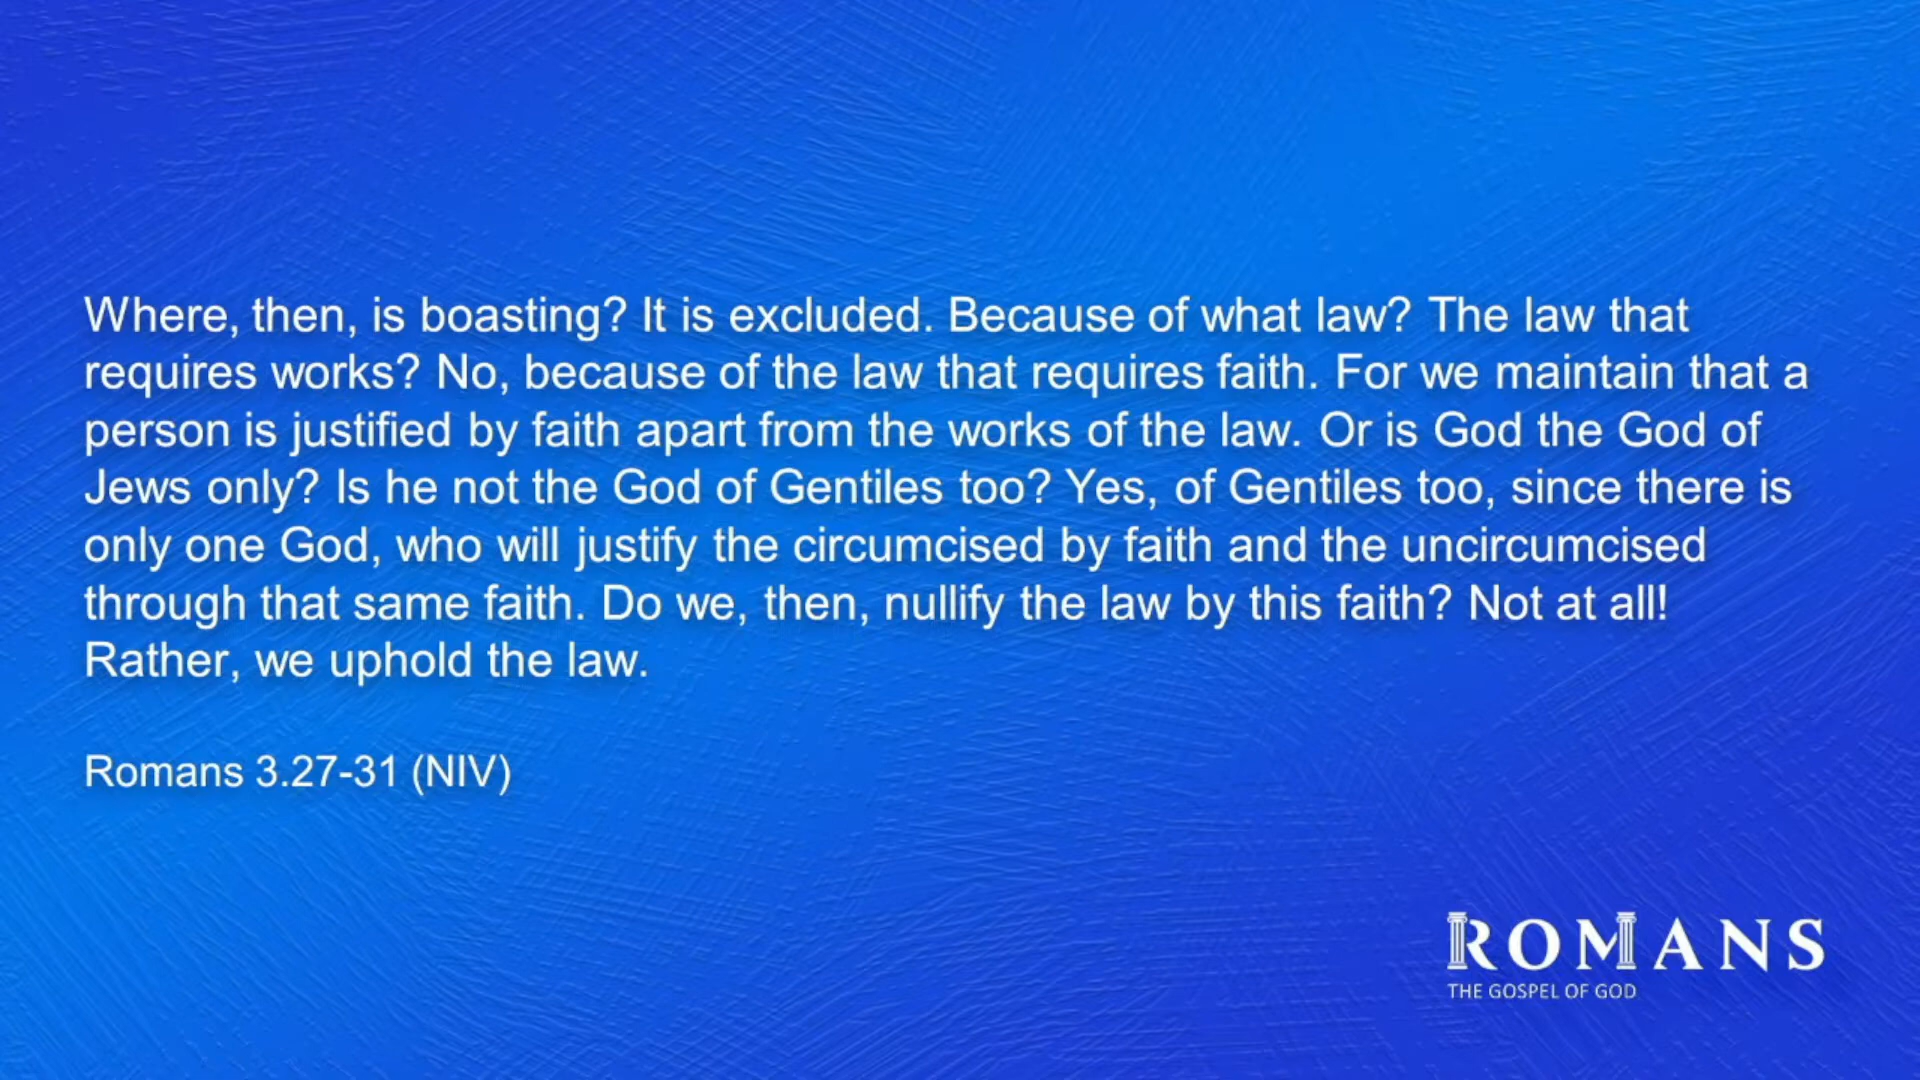 Where, then, is boasting? It is excluded. Because of what law? The law that
requires works? No, because of the law that requires faith. For we maintain that a
person is justified by faith apart from the works of the law. Or is God the God of
Jews only? Is he not the God of Gentiles too? Yes, of Gentiles too, since there is
only one God, who will justify the circumcised by faith and the uncircumcised
through that same faith. Do we, then, nullify the law by this faith? Not at all!
Rather, we uphold the law.
Romans 3.27-31 (NIV)
ROMANS
THE GOSPEL OF GOD